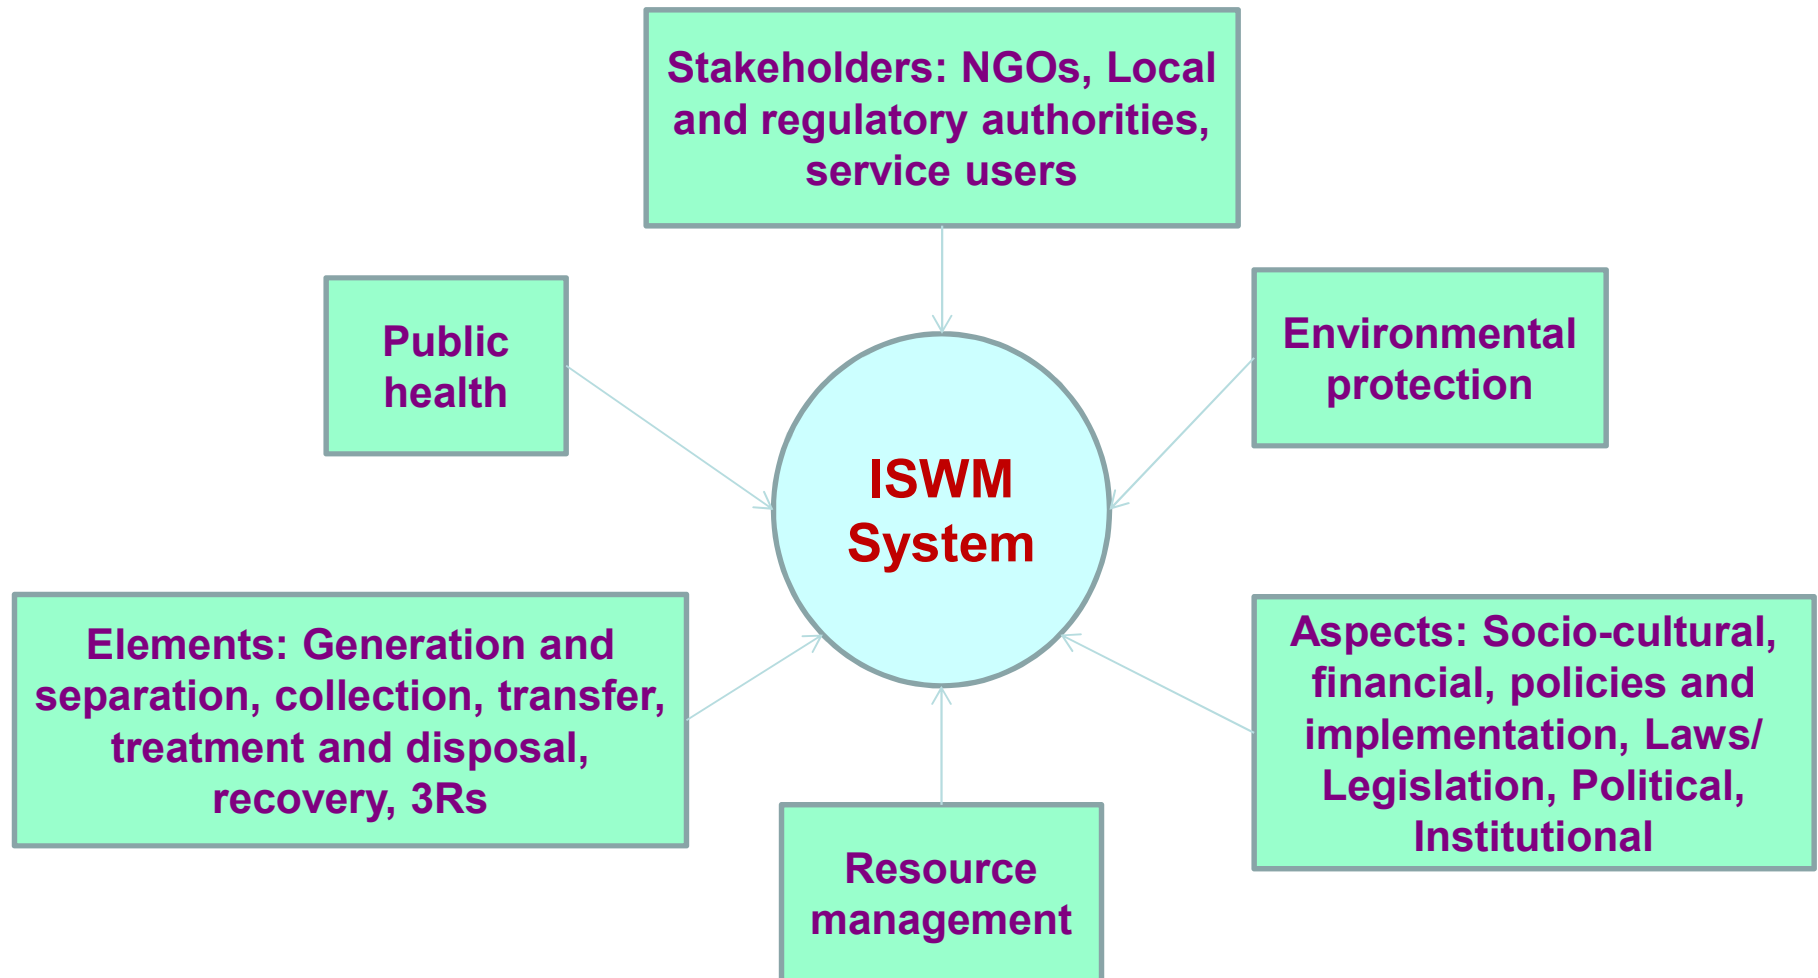 Stakeholders: NGOs, Local
and regulatory authorities,
service users
Public
health
Environmental
protection
ISWM
System
Elements: Generation and
separation, collection, transfer,
treatment and disposal,
recovery, 3Rs
Aspects: Socio-cultural,
financial, policies and
implementation, Laws/
Legislation, Political,
Institutional
Resource
management